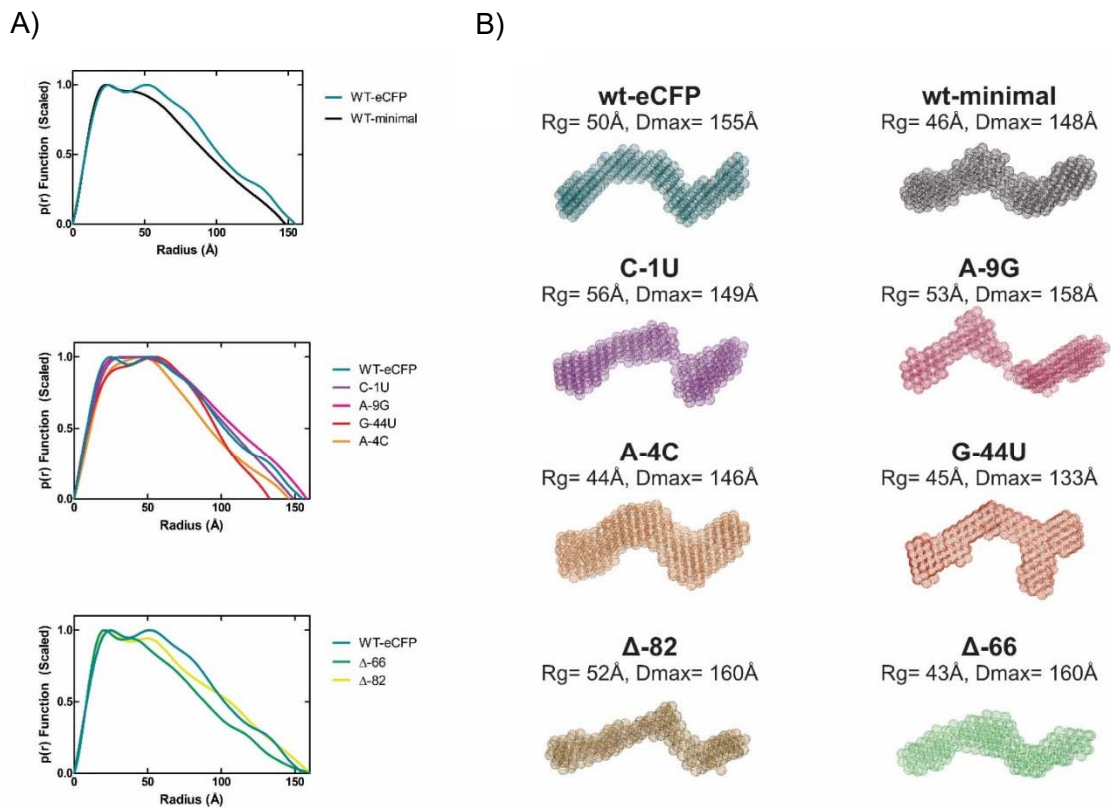 A)
B)
p(r) Function (Scaled)
1.0
0.5
0.0
0
50
100
150
Radius (Å)
WT-eCFP
WT-minimal
p(r) Function (Scaled)
1.0
0.5
0.0
0
50
100
150
Radius (Å)
WT-eCFP
C-1U
A-9G
G-44U
A-4C
p(r) Function (Scaled)
1.0
0.5
0.0
0
50
100
150
Radius (Å)
WT-eCFP
Δ-66
Δ-82
wt-eCFP
Rg= 50Å, Dmax= 155Å
wt-minimal
Rg= 46Å, Dmax= 148Å
C-1U
Rg= 56Å, Dmax= 149Å
A-9G
Rg= 53Å, Dmax= 158Å
A-4C
Rg= 44Å, Dmax= 146Å
G-44U
Rg= 45Å, Dmax= 133Å
Δ-82
Rg= 52Å, Dmax= 160Å
Δ-66
Rg= 43Å, Dmax= 160Å